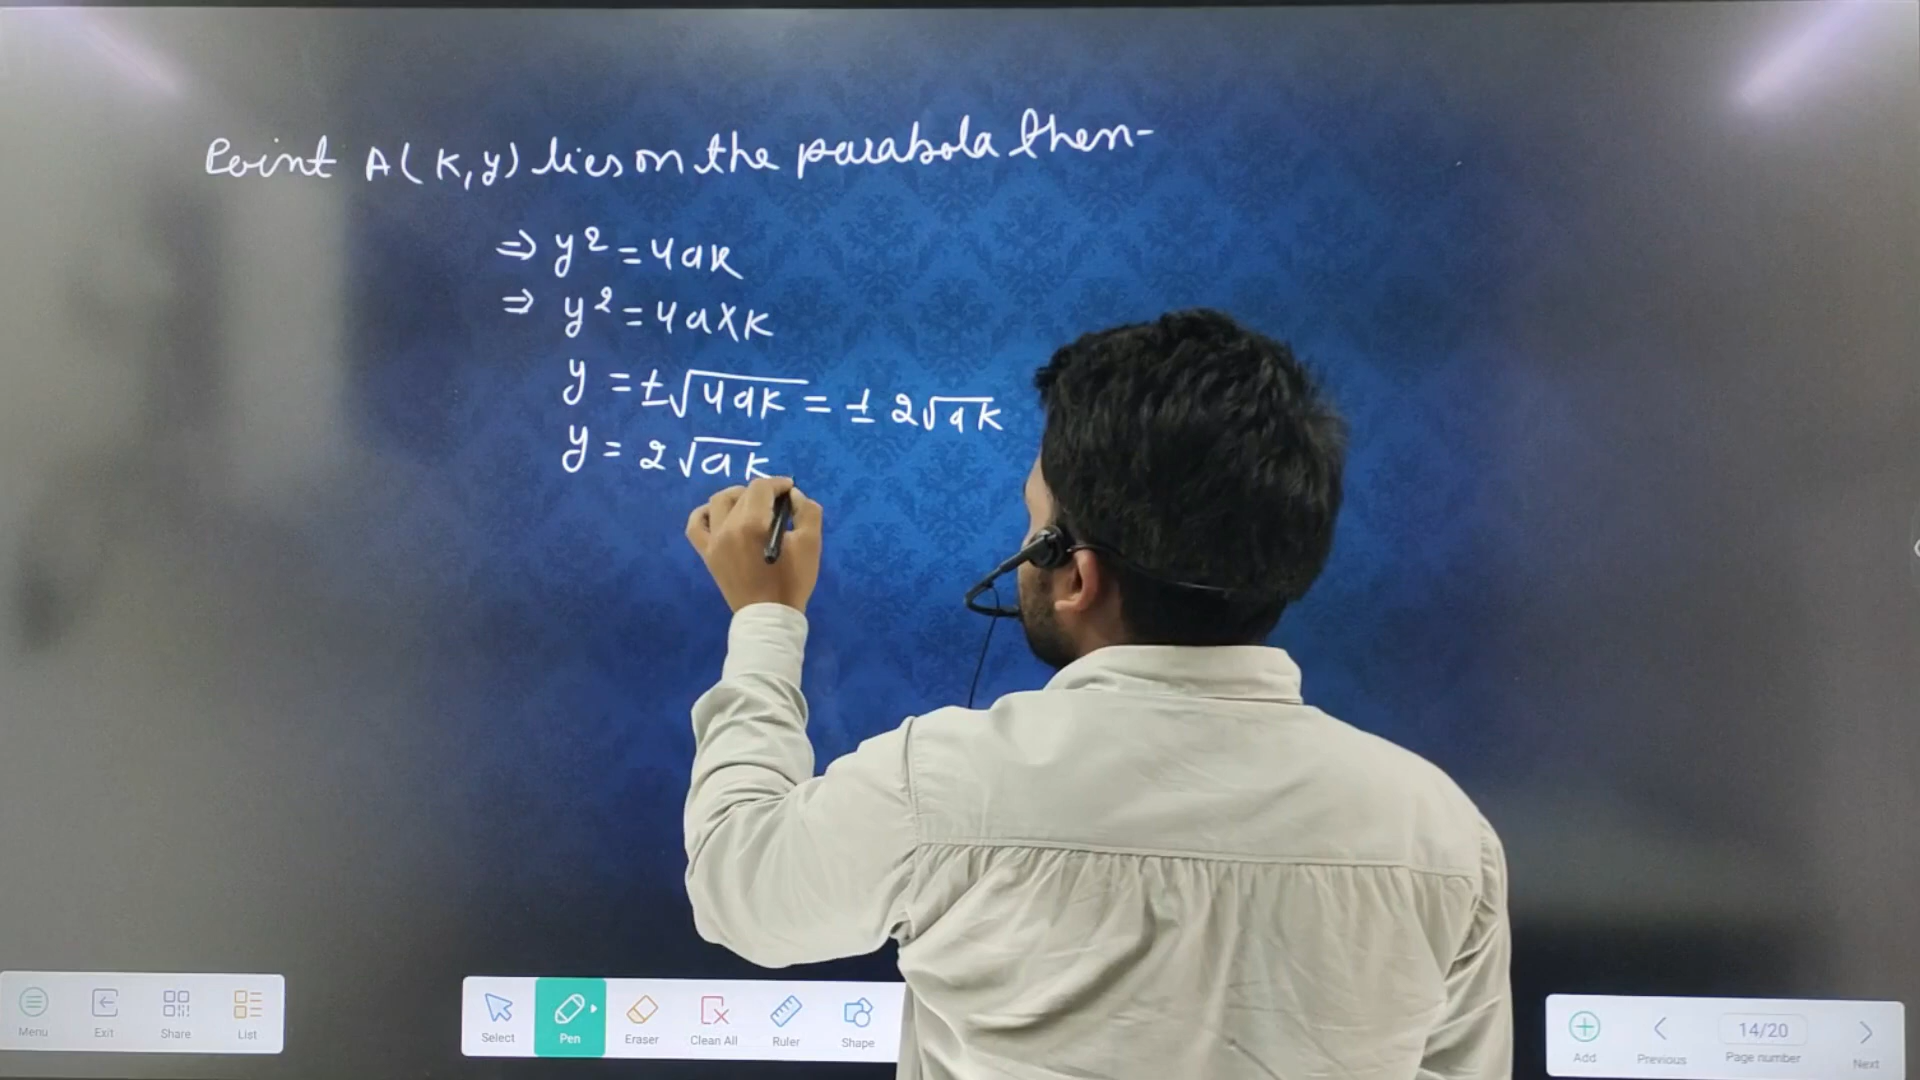 Point A(K,y) lies on the parabola then-
⇒ y² = 4ak
⇒ y² = 4a×K
y = ±√4ak = ± 2√ak
y = 2√ak
Menu
Exit
Share
List
Select
Pen
Eraser
Clean All
Ruler
Shape
Add
Previous
14/20
Page number
Next